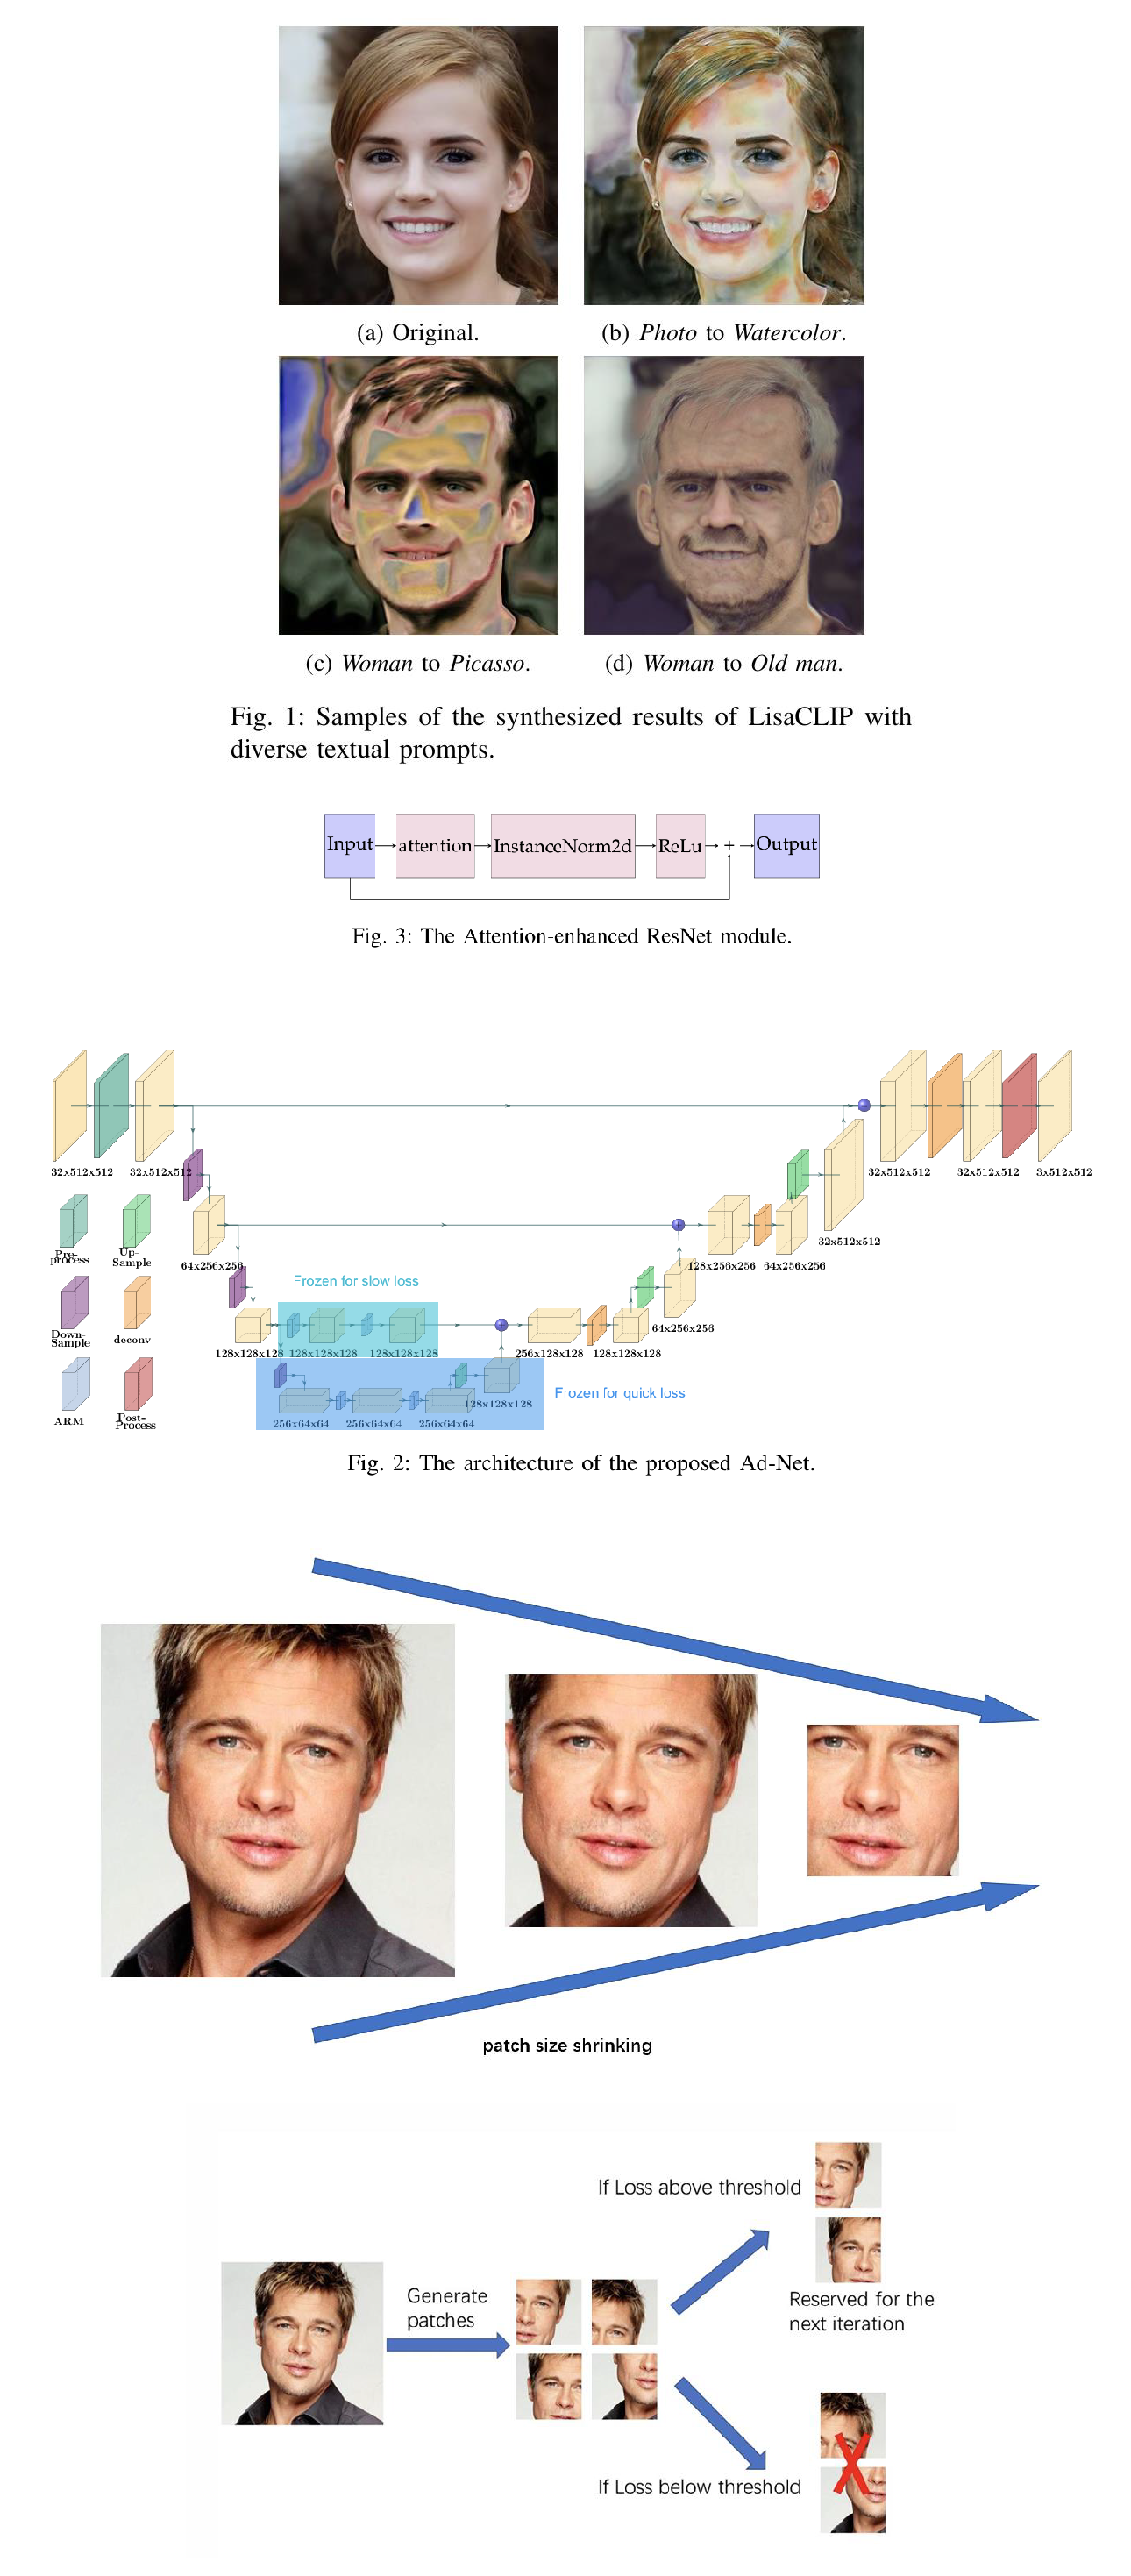 (a) Original.
(b) Photo to Watercolor.
(c) Woman to Picasso.
(d) Woman to Old man.
Fig. 1: Samples of the synthesized results of LisaCLIP with
diverse textual prompts.
Input
attention
InstanceNorm2d
ReLu
+
Output
Fig. 3: The Attention-enhanced ResNet module.
32x512x512
32x512x512
32x512x512
32x512x512
3x512x512
Pre-
process
Up-
Sample
64x256x256
128x256x256
64x256x256
32x512x512
Down-
Sample
deconv
Frozen for slow loss
64x256x256
128x128x128
128x128x128
128x128x128
256x128x128
128x128x128
ARM
Post-
Process
Frozen for quick loss
128x128x128
256x64x64
256x64x64
256x64x64
Fig. 2: The architecture of the proposed Ad-Net.
patch size shrinking
If Loss above threshold
Generate
patches
Reserved for the
next iteration
If Loss below threshold